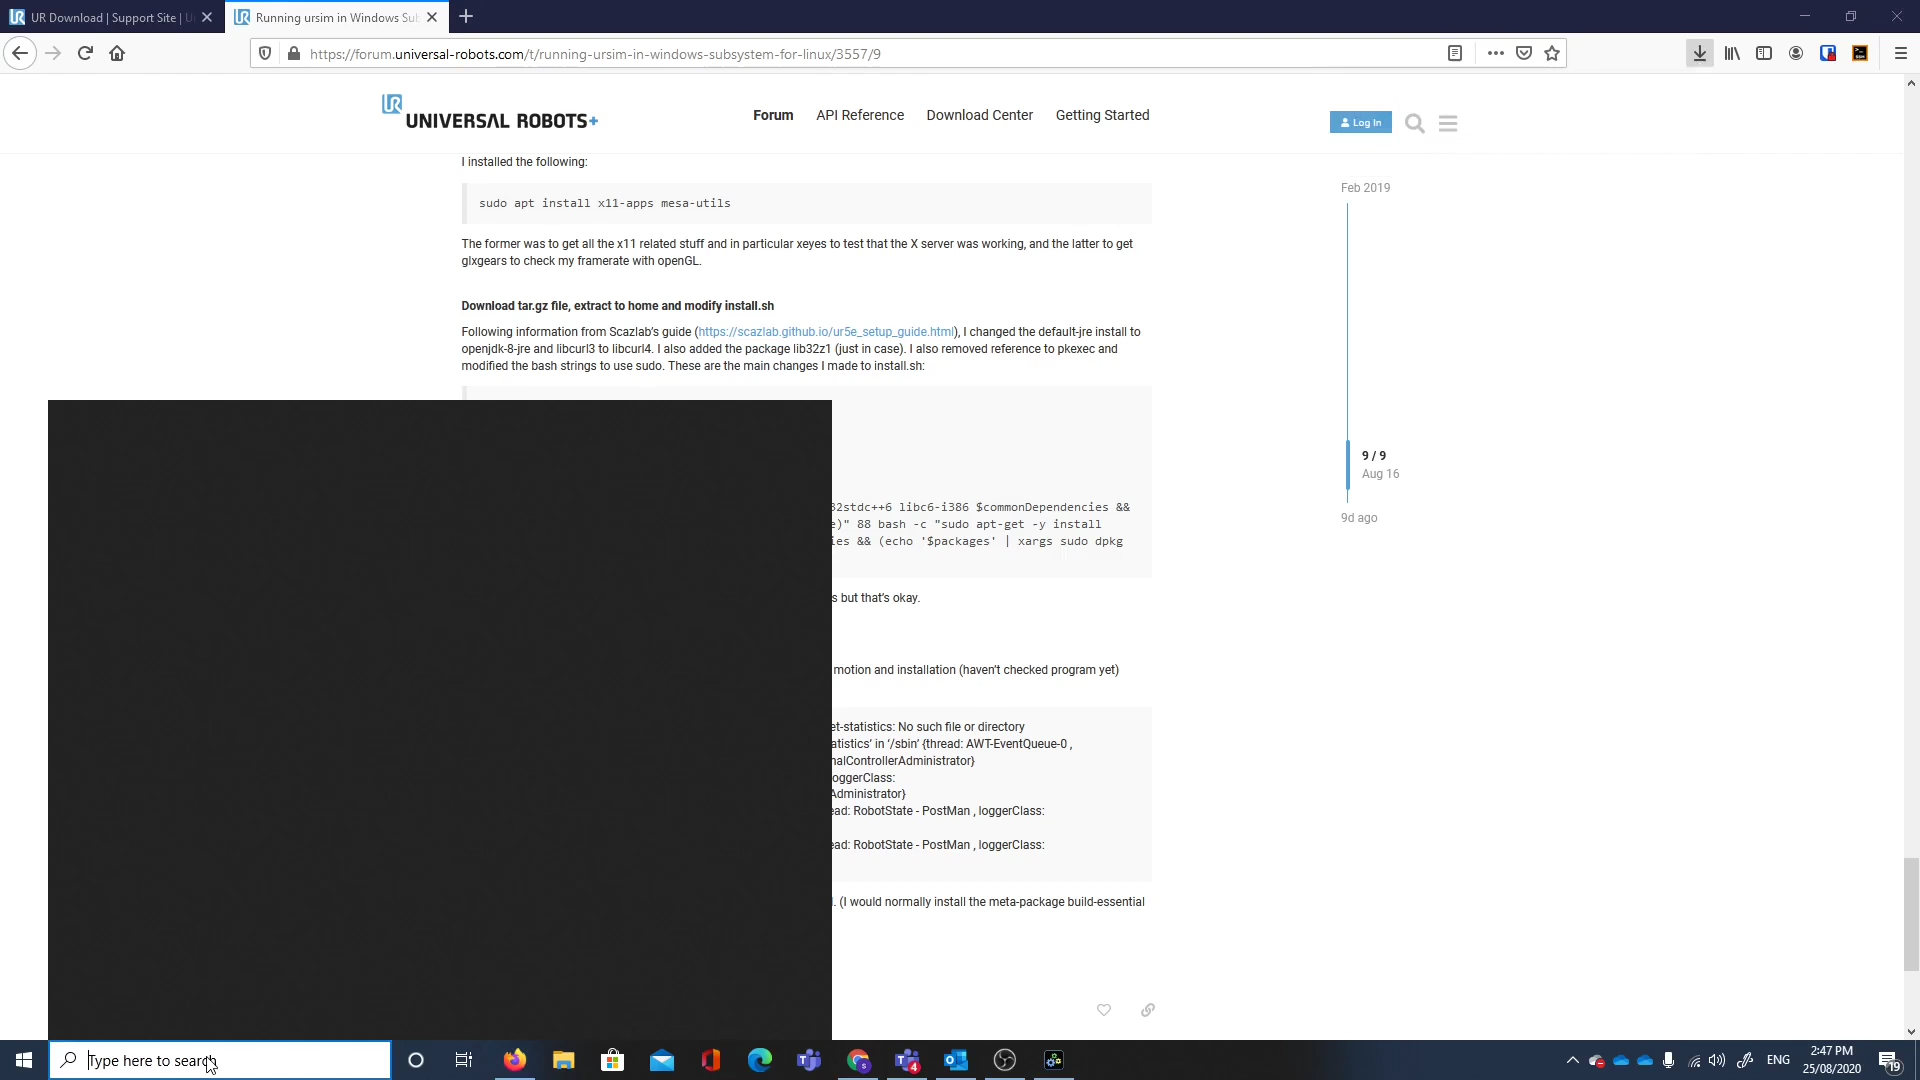 UR Download | Support Site | U
Running ursim in Windows Sub
https://forum.universal-robots.com/t/running-ursim-in-windows-subsystem-for-linux/3557/9
UR
UNIVERSAL ROBOTS+
Forum
API Reference
Download Center
Getting Started
Log In
I installed the following:
sudo apt install x11-apps mesa-utils
The former was to get all the x11 related stuff and in particular xeyes to test that the X server was working, and the latter to get
glxgears to check my framerate with openGL.
Download tar.gz file, extract to home and modify install.sh
Following information from Scazlab's guide (https://scazlab.github.io/ur5e_setup_guide.html), I changed the default-jre install to
openjdk-8-jre and libcurl3 to libcurl4. I also added the package lib32z1 (just in case). I also removed reference to pkexec and
modified the bash strings to use sudo. These are the main changes I made to install.sh:
32stdc++6 libc6-i386 $commonDependencies &&
e)" 88 bash -c "sudo apt-get -y install
ies && (echo '$packages' | xargs sudo dpkg
s but that's okay.
motion and installation (haven't checked program yet)
et-statistics: No such file or directory
atistics' in '/sbin' {thread: AWT-EventQueue-0 ,
nalControllerAdministrator}
oggerClass:
Administrator}
ead: RobotState - PostMan , loggerClass:
ead: RobotState - PostMan , loggerClass:
. (I would normally install the meta-package build-essential
Feb 2019
9 / 9
Aug 16
9d ago
Type here to search
4
ENG
2:47 PM
25/08/2020
19